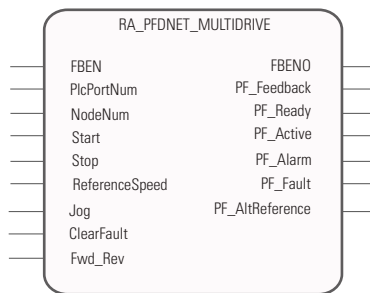 RA_PFDNET_MULTIDRIVE
FBEN FBENO
PlcPortNum PF_Feedback
NodeNum PF_Ready
Start PF_Active
Stop PF_Alarm
ReferenceSpeed PF_Fault
Jog PF_AltReference
ClearFault
Fwd_Rev